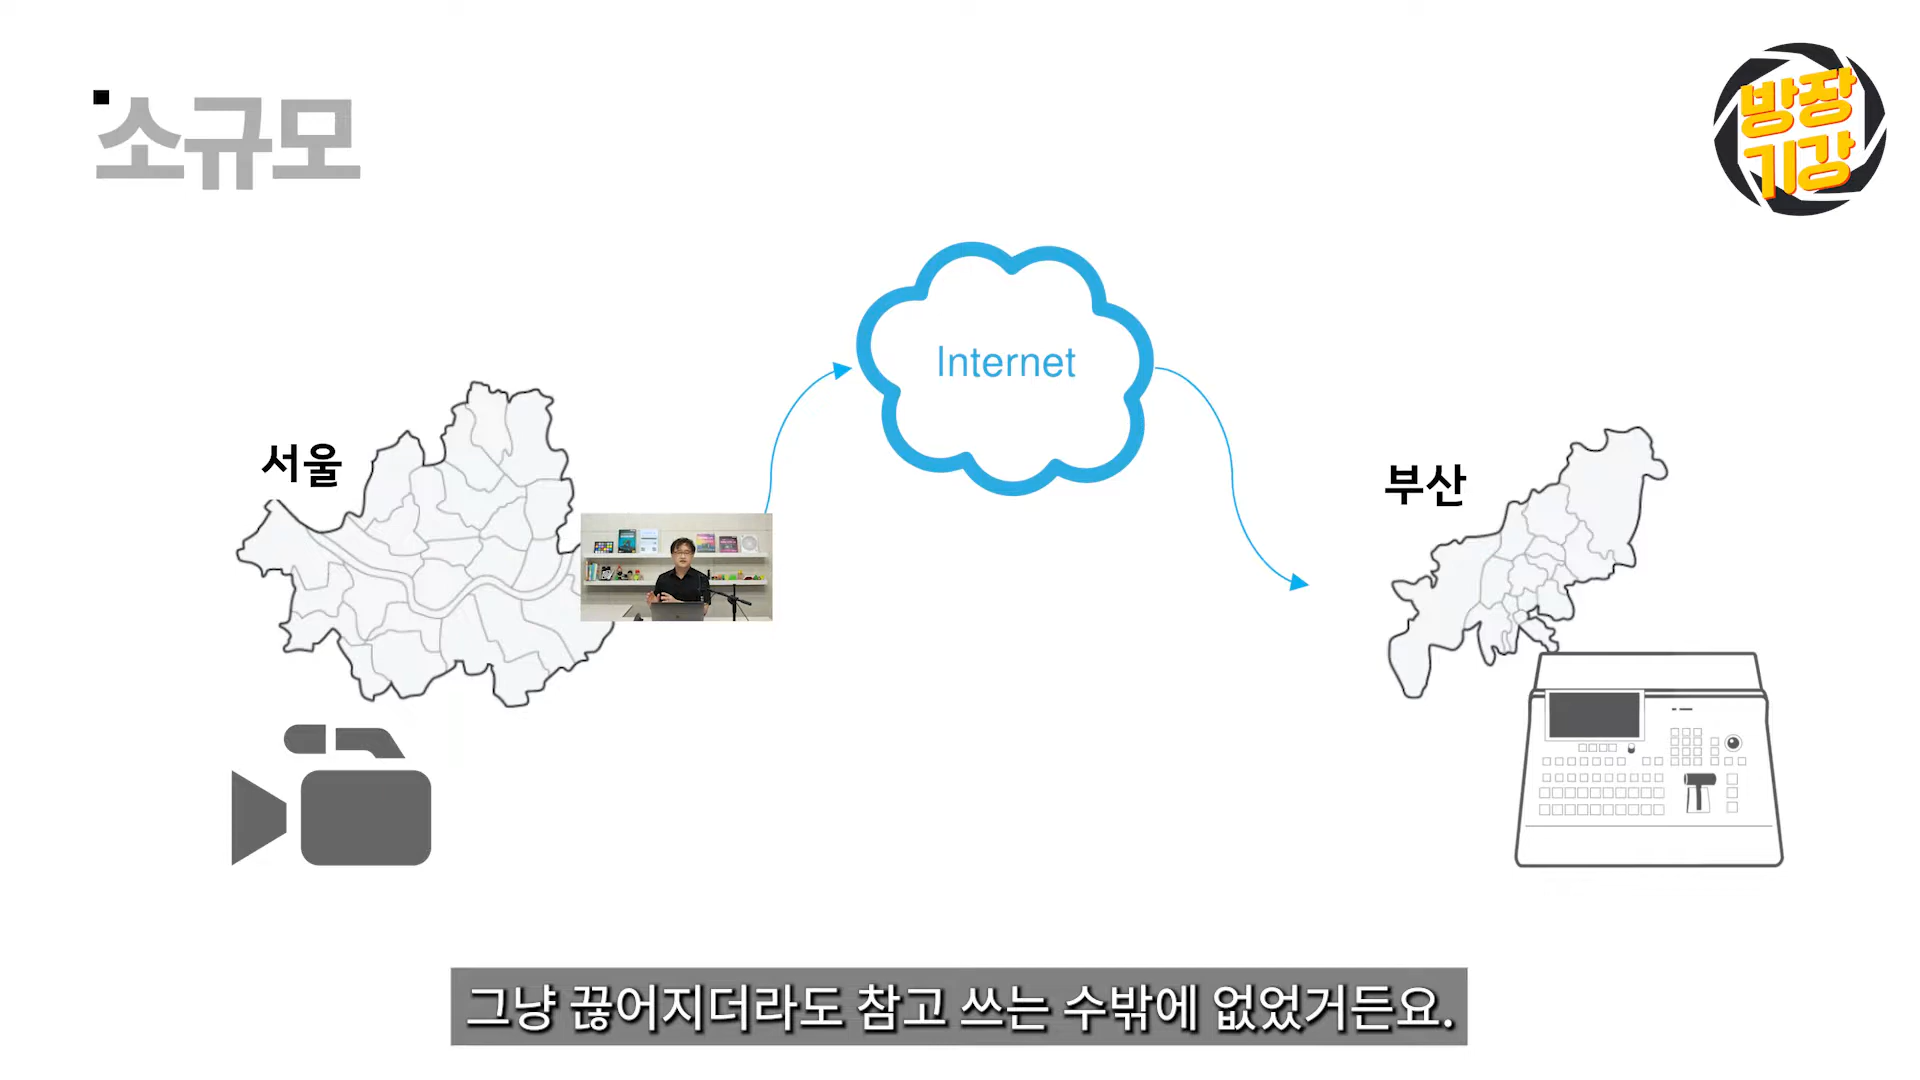 소규모
방장
기강
Internet
서울
부산
그냥 끊어지더라도 참고 쓰는 수밖에 없었거든요.